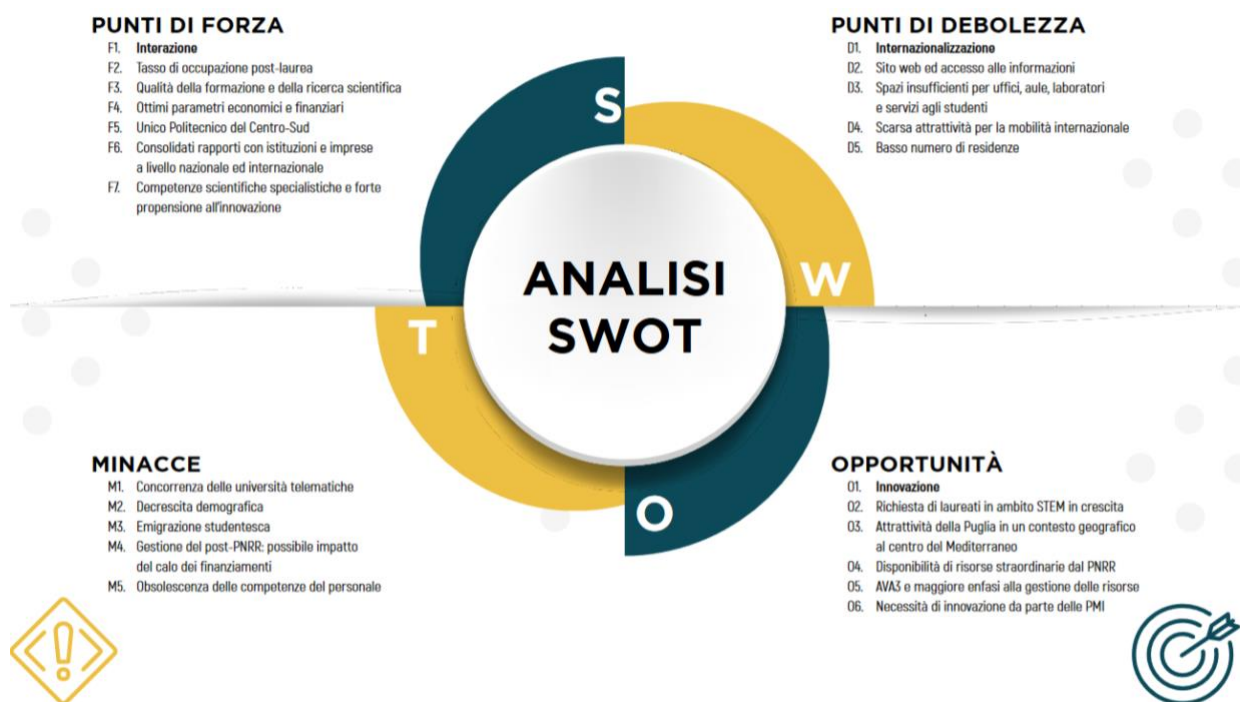 PUNTI DI FORZA
F1. Interazione
F2. Tasso di occupazione post-laurea
F3. Qualità della formazione e della ricerca scientifica
F4. Ottimi parametri economici e finanziari
F5. Unico Politecnico del Centro-Sud
F6. Consolidati rapporti con istituzioni e imprese
a livello nazionale ed internazionale
F7. Competenze scientifiche specialistiche e forte
propensione all'innovazione
PUNTI DI DEBOLEZZA
D1. Internazionalizzazione
D2. Sito web ed accesso alle informazioni
D3. Spazi insufficienti per uffici, aule, laboratori
e servizi agli studenti
D4. Scarsa attrattività per la mobilità internazionale
D5. Basso numero di residenze
S
W
ANALISI
SWOT
T
O
MINACCE
M1. Concorrenza delle università telematiche
M2. Decrescita demografica
M3. Emigrazione studentesca
M4. Gestione del post-PNRR: possibile impatto
del calo dei finanziamenti
M5. Obsolescenza delle competenze del personale
OPPORTUNITÀ
O1. Innovazione
O2. Richiesta di laureati in ambito STEM in crescita
O3. Attrattività della Puglia in un contesto geografico
al centro del Mediterraneo
O4. Disponibilità di risorse straordinarie dal PNRR
O5. AVA3 e maggiore enfasi alla gestione delle risorse
O6. Necessità di innovazione da parte delle PMI